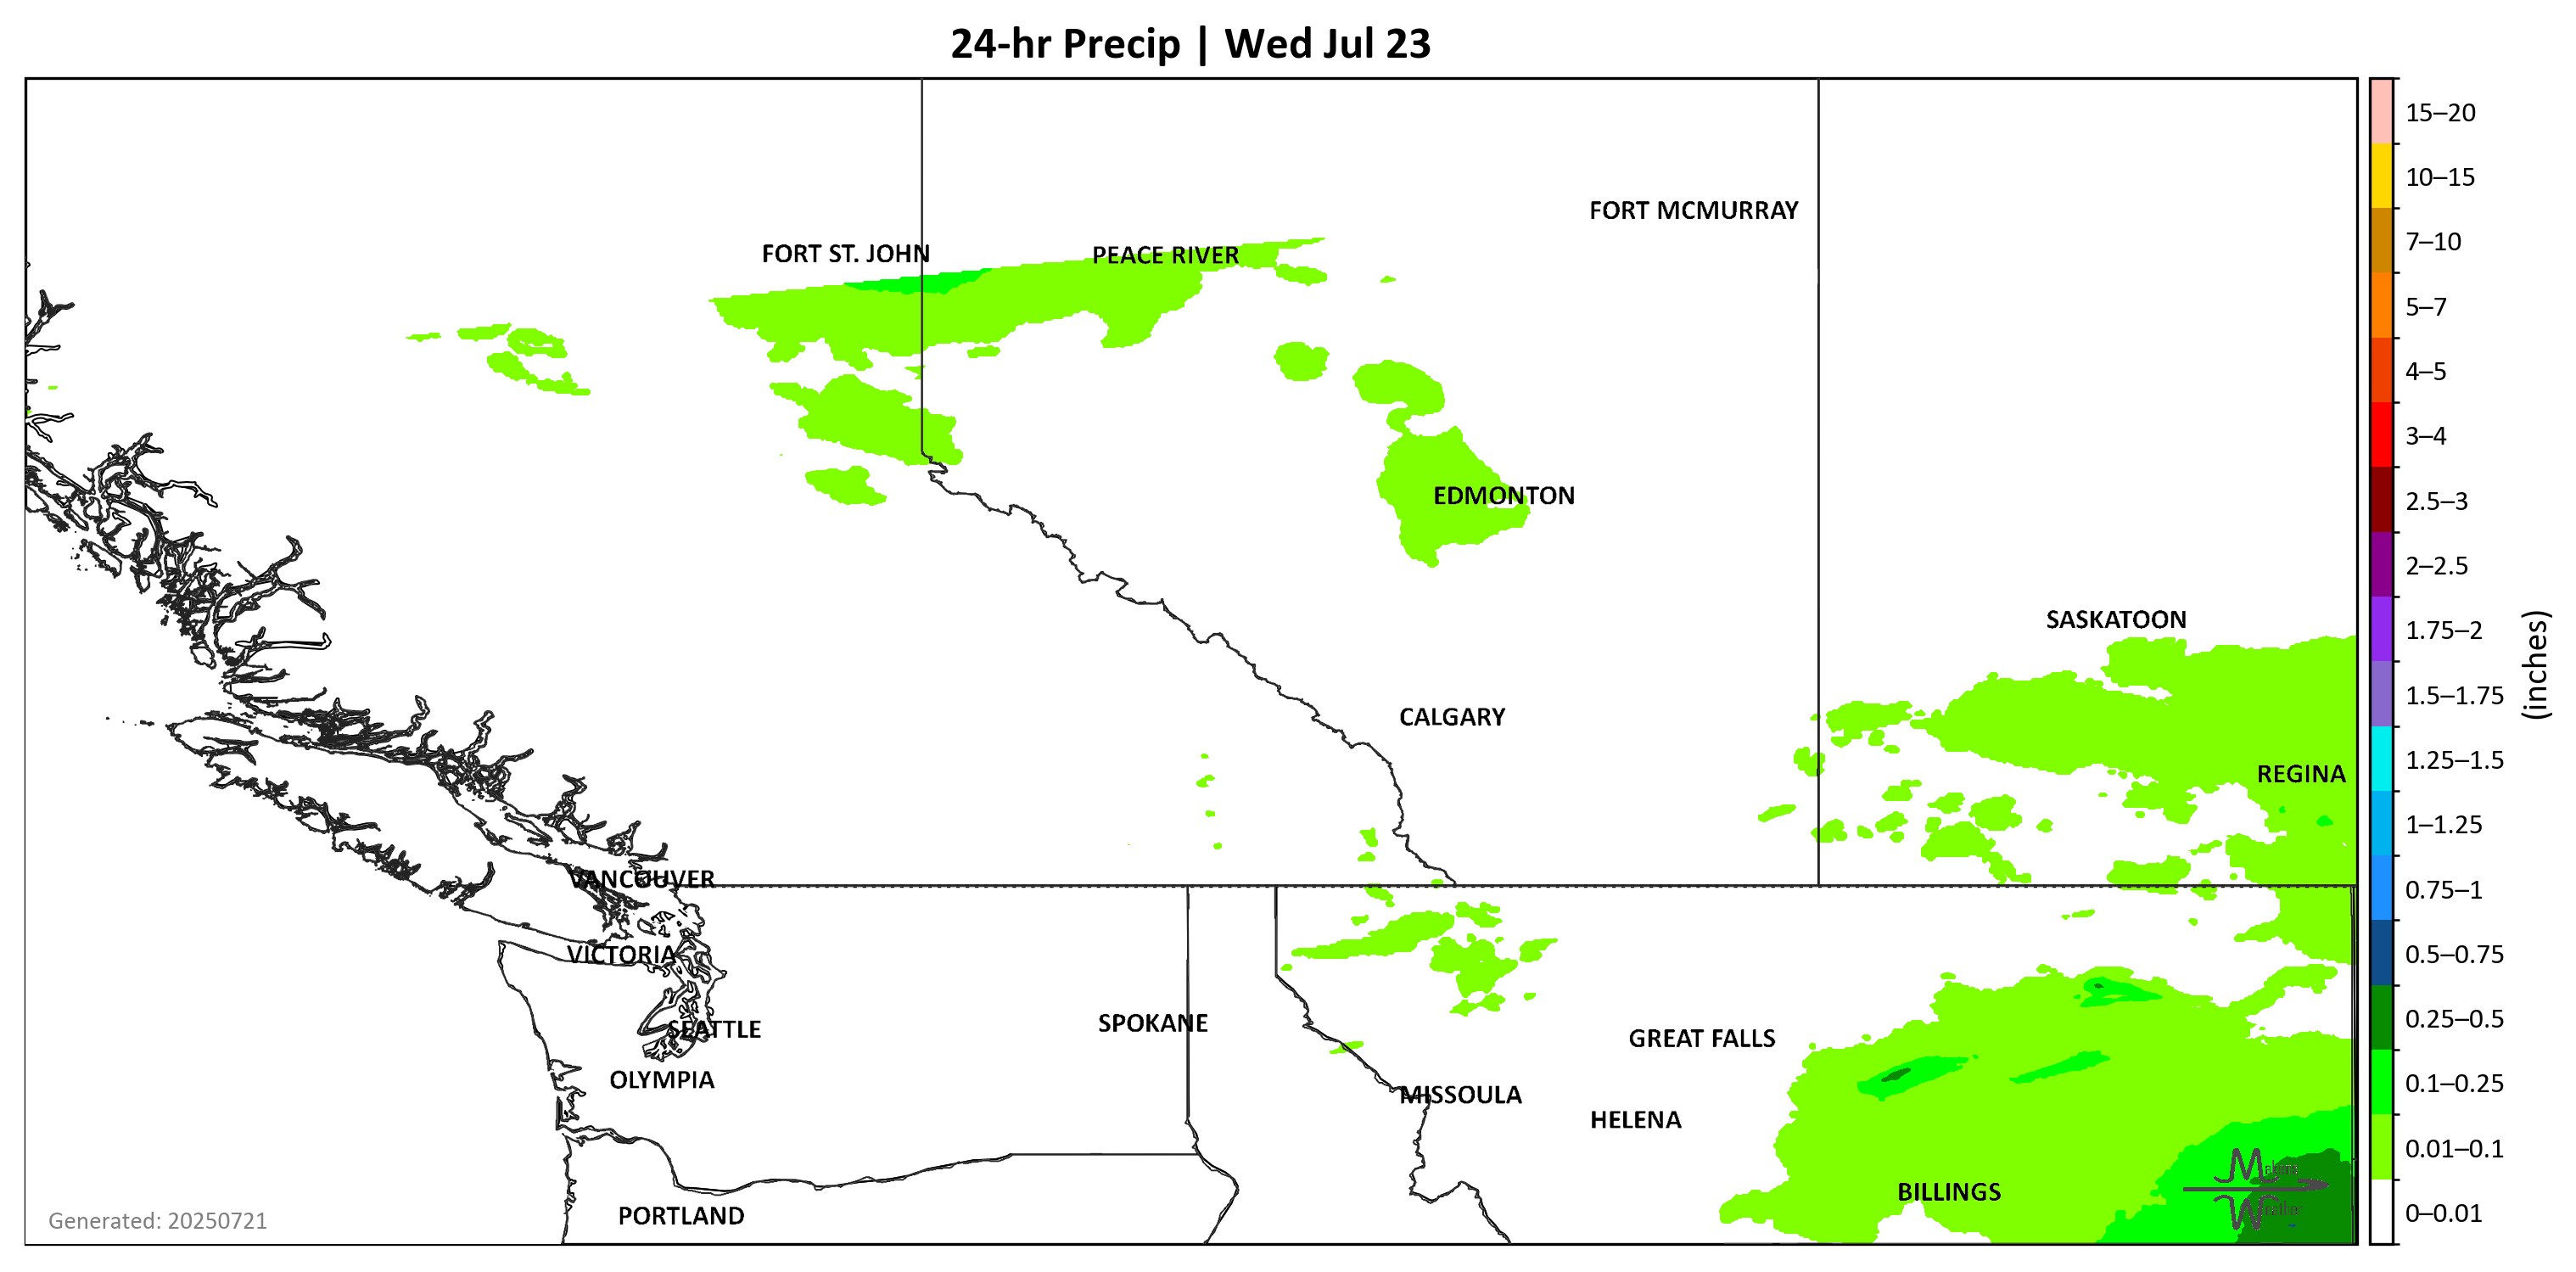 24-hr Precip | Wed Jul 23
FORT MCMURRAY
FORT ST. JOHN
PEACE RIVER
EDMONTON
SASKATOON
CALGARY
REGINA
VANCOUVER
VICTORIA
SEATTLE
SPOKANE
GREAT FALLS
OLYMPIA
MISSOULA
HELENA
BILLINGS
PORTLAND
Generated: 20250721
15–20
10–15
7–10
5–7
4–5
3–4
2.5–3
2–2.5
1.75–2
1.5–1.75
1.25–1.5
1–1.25
0.75–1
0.5–0.75
0.25–0.5
0.1–0.25
0.01–0.1
0–0.01
(inches)